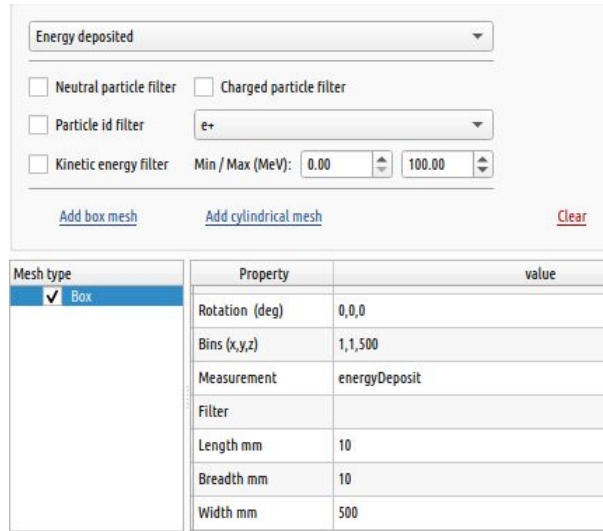 Energy deposited
Neutral particle filter Charged particle filter
Particle id filter e+
Kinetic energy filter Min / Max (MeV): 0.00 100.00
Add box mesh Add cylindrical mesh Clear
Mesh type Property value
Box
Rotation (deg) 0,0,0
Bins (x,y,z) 1,1,500
Measurement energyDeposit
Filter
Length mm 10
Breadth mm 10
Width mm 500